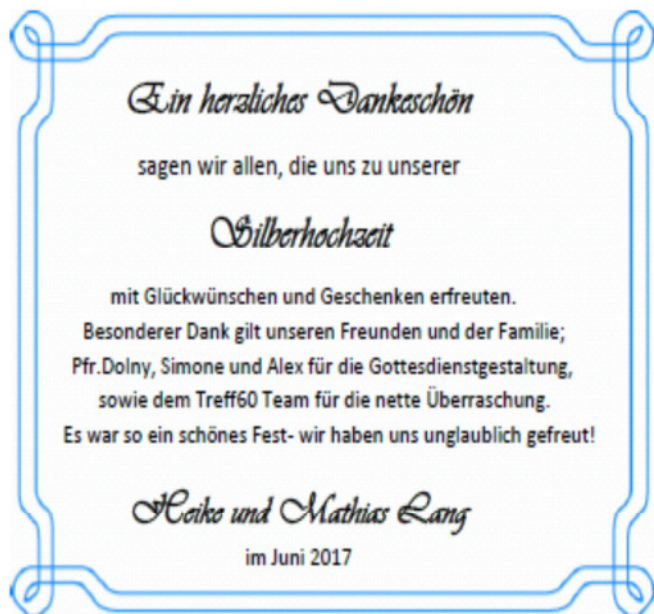 Ein herzliches Dankeschön
sagen wir allen, die uns zu unserer
Silberhochzeit
mit Glückwünschen und Geschenken erfreuten.
Besonderer Dank gilt unseren Freunden und der Familie;
Pfr.Dolny, Simone und Alex für die Gottesdienstgestaltung,
sowie dem Treff60 Team für die nette Überraschung.
Es war so ein schönes Fest- wir haben uns unglaublich gefreut!
Heike und Mathias Lang
im Juni 2017